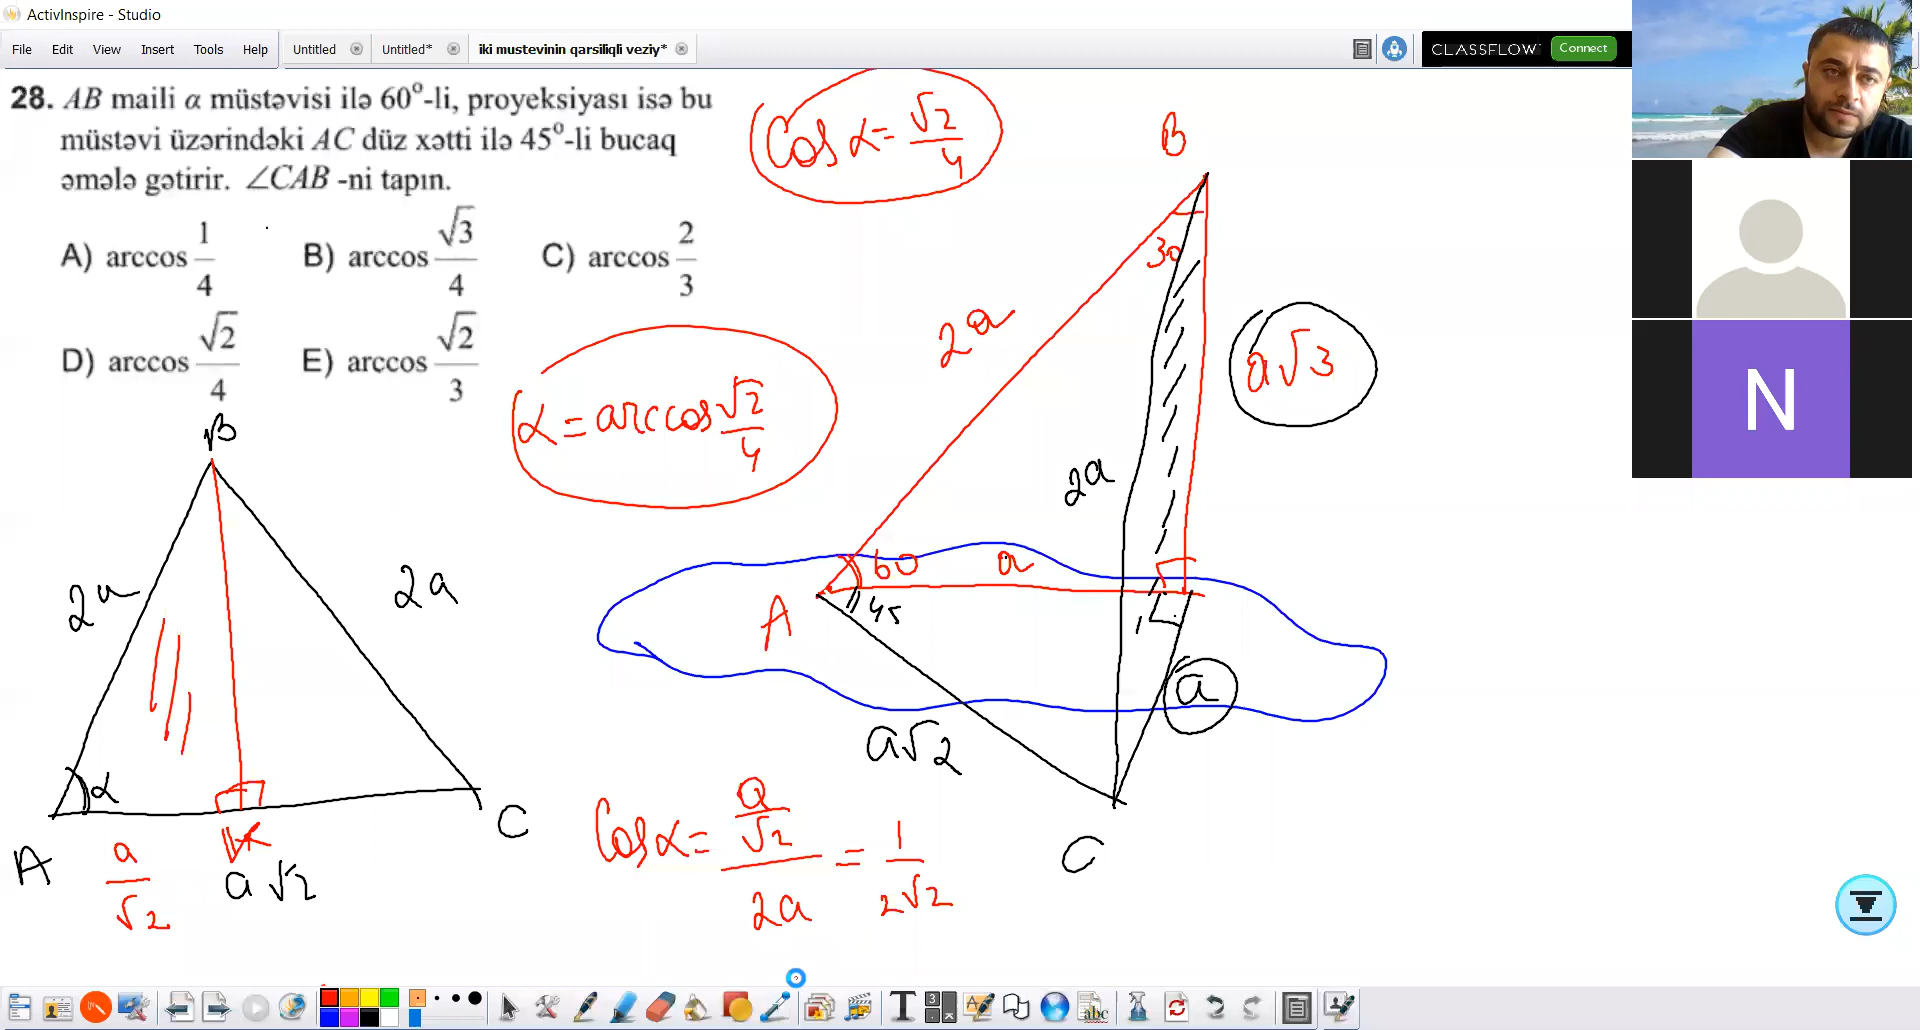 ActivInspire - Studio
File Edit View Insert Tools Help
Untitled
Untitled*
iki mustevinin qarsiliqli veziy*
CLASSFLOW
Connect
28. AB maili α müstəvisi ilə 60°-li, proyeksiyası isə bu
müstəvi üzərindəki AC düz xətti ilə 45°-li bucaq
əmələ gətirir. ∠CAB -ni tapın.
A) arccos 1/4 B) arccos √3/4 C) arccos 2/3
D) arccos √2/4 E) arccos √2/3
Cos α = √2/4
α = arccos √2/4
B
30
2a
a√3
2a
60
a
A
45
a
a√2
C
B
2a
2a
α
A
C
a/√2
K
a√2
Cos α = (a/√2)/2a = 1/2√2
N
T
3
abc